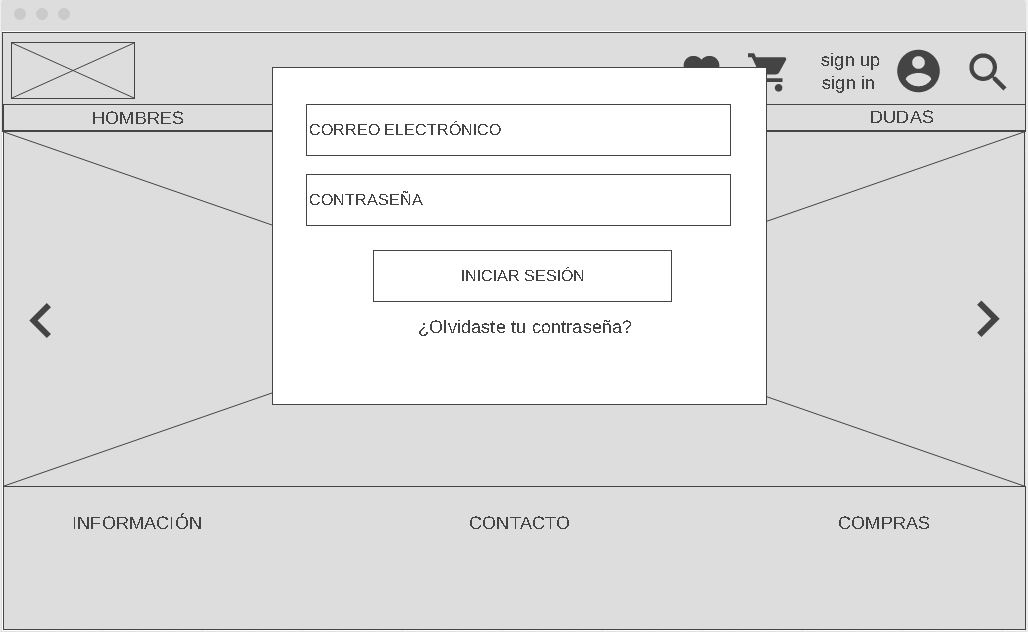 sign up
sign in
HOMBRES
DUDAS
CORREO ELECTRÓNICO
CONTRASEÑA
INICIAR SESIÓN
¿Olvidaste tu contraseña?
INFORMACIÓN
CONTACTO
COMPRAS